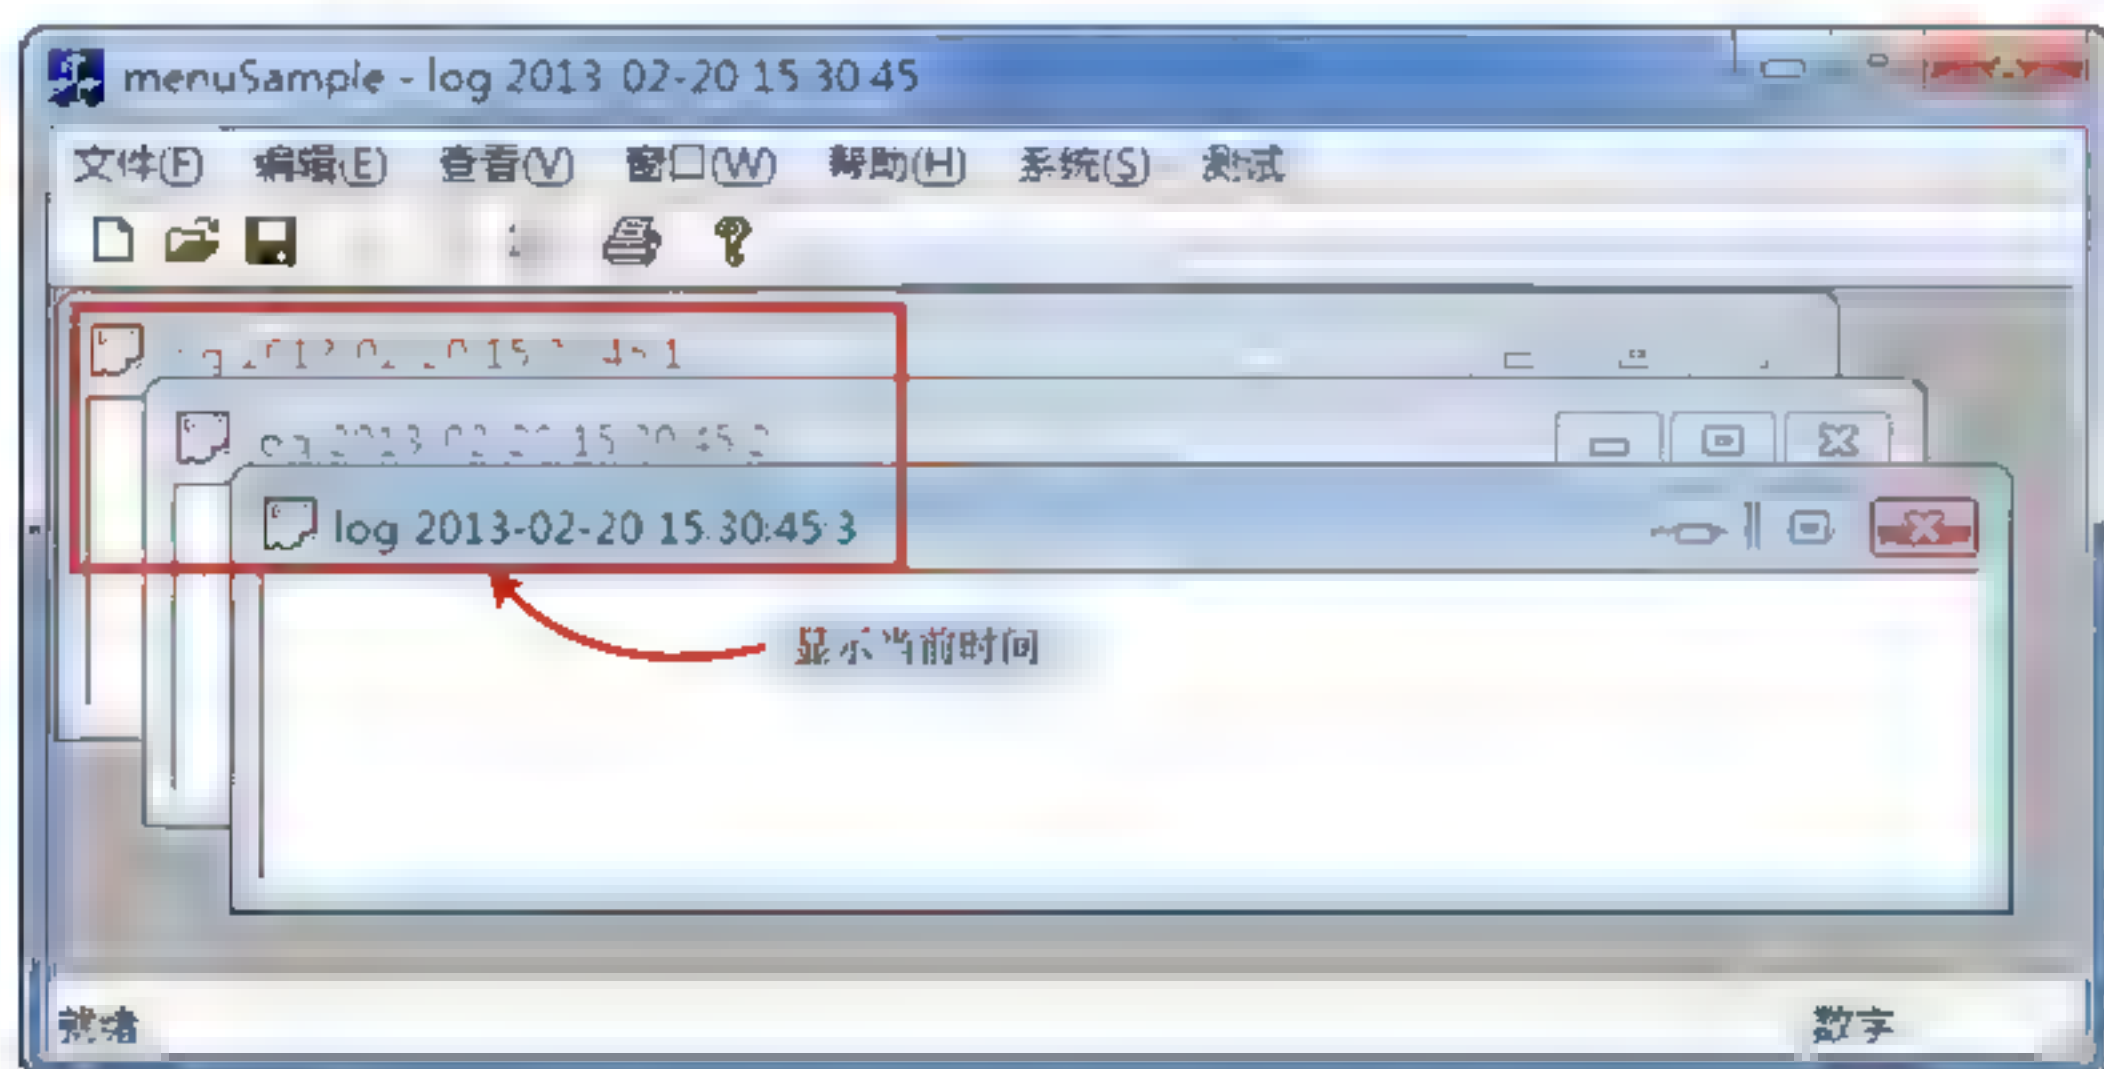 menuSample - log 2013 02-20 15 30 45
文件(F) 编辑(E) 查看(V) 窗口(W) 帮助(H) 系统(S) 测试
log 2013-02-20 15:30:45:3
显示当前时间
就绪 数字